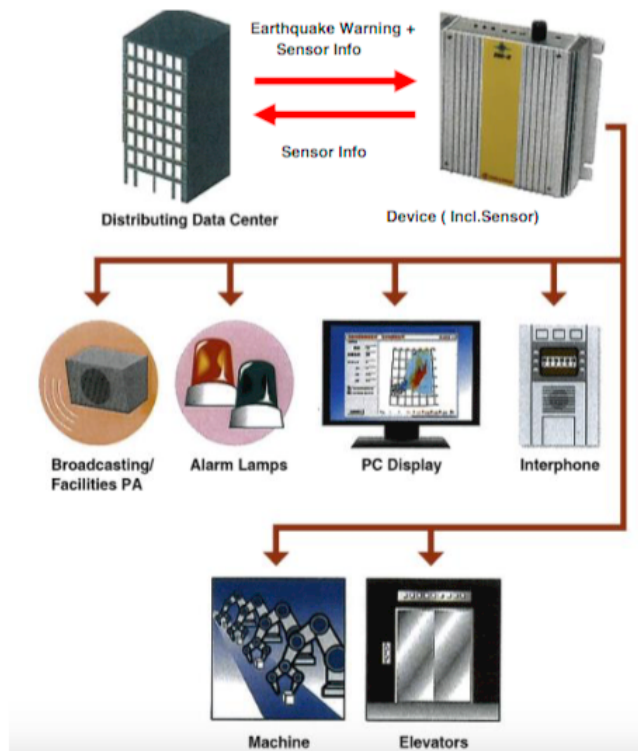 Earthquake Warning +
Sensor Info
Sensor Info
Distributing Data Center
Device ( Incl.Sensor)
Broadcasting/
Facilities PA
Alarm Lamps
PC Display
Interphone
Machine
Elevators